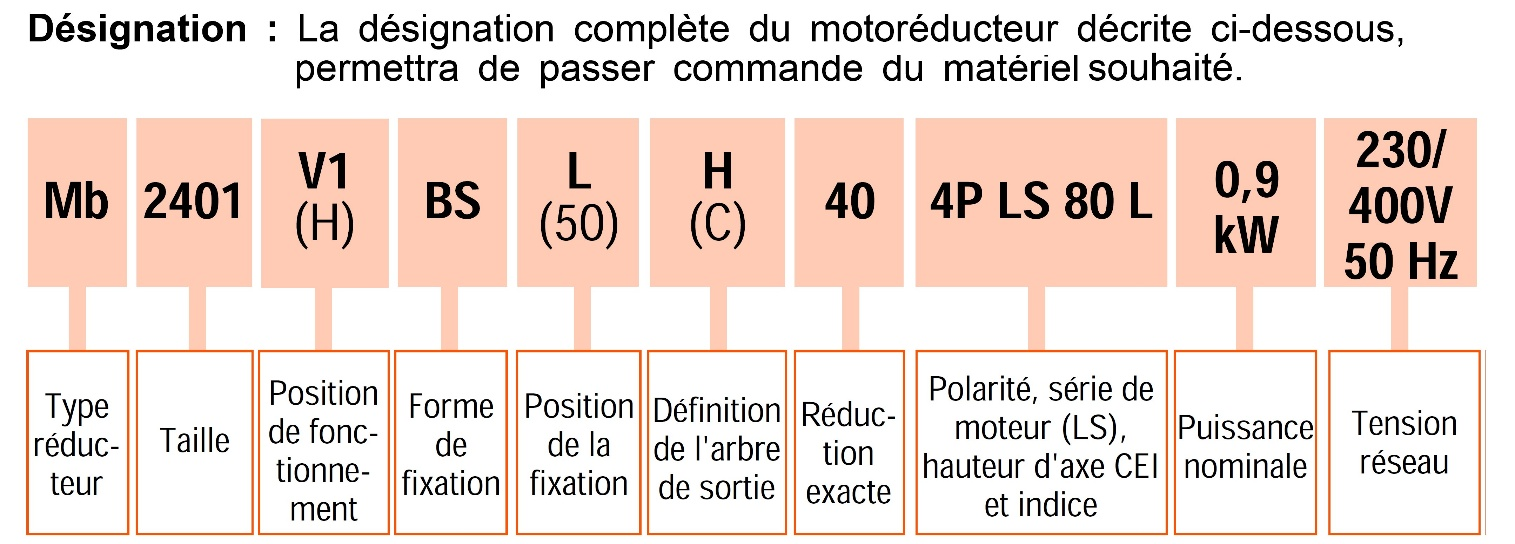 Désignation : La désignation complète du motoréducteur décrite ci-dessous,
permettra de passer commande du matériel souhaité.
Mb
2401
V1
(H)
BS
L
(50)
H
(C)
40
4P LS 80 L
0,9
kW
230/
400V
50 Hz
Type
réduc-
teur
Taille
Position
de fonc-
tionne-
ment
Forme
de
fixation
Position
de la
fixation
Définition
de l'arbre
de sortie
Réduc-
tion
exacte
Polarité, série de
moteur (LS),
hauteur d'axe CEI
et indice
Puissance
nominale
Tension
réseau